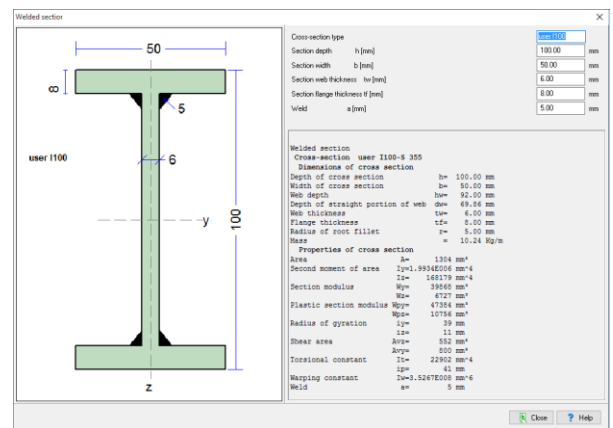 Welded section
50
8
5
user I100
6
y
100
z
Cross-section type user I100
Section depth h [mm] 100.00 mm
Section width b [mm] 50.00 mm
Section web thickness tw [mm] 6.00 mm
Section flange thickness tf [mm] 8.00 mm
Weld a [mm] 5.00 mm
Welded section
Cross-section user I100-S 355
Dimensions of cross section
Depth of cross section h= 100.00 mm
Width of cross section b= 50.00 mm
Web depth hw= 92.00 mm
Depth of straight portion of web dw= 69.86 mm
Web thickness tw= 6.00 mm
Flange thickness tf= 8.00 mm
Radius of root fillet r= 5.00 mm
Mass = 10.24 Kg/m
Properties of cross section
Area A= 1304 mm²
Second moment of area Iy=1.9934E006 mm^4
Iz= 168179 mm^4
Section modulus Wy= 39868 mm³
Wz= 6727 mm³
Plastic section modulus Wpy= 47384 mm³
Wpz= 10756 mm³
Radius of gyration iy= 39 mm
iz= 11 mm
Shear area Avz= 552 mm²
Avy= 800 mm²
Torsional constant It= 22902 mm^4
ip= 41 mm
Warping constant Iw=3.5267E008 mm^6
Weld a= 5 mm
Close ? Help